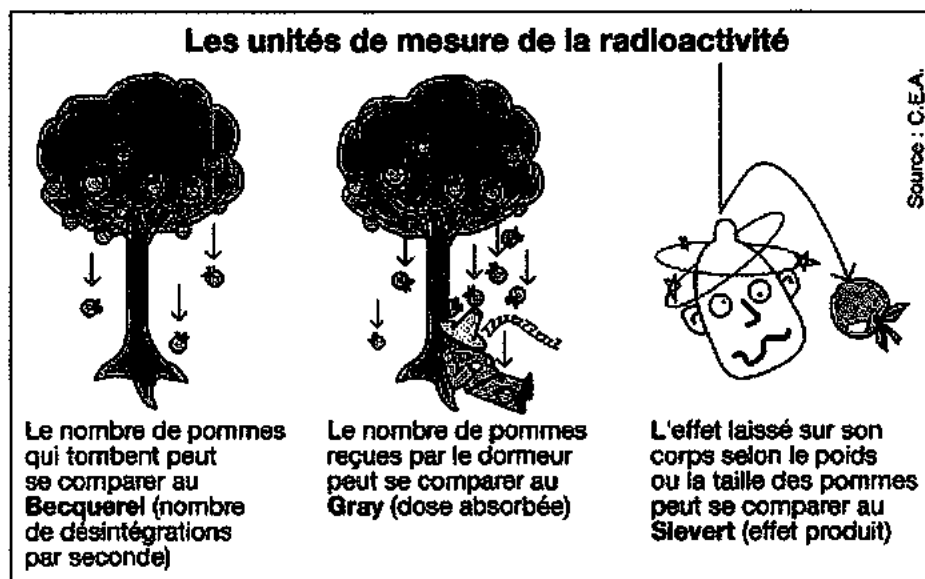 Les unités de mesure de la radioactivité
Source : C.E.A.
Le nombre de pommes
qui tombent peut
se comparer au
Becquerel (nombre
de désintégrations
par seconde)
Le nombre de pommes
reçues par le dormeur
peut se comparer au
Gray (dose absorbée)
L'effet laissé sur son
corps selon le poids
ou la taille des pommes
peut se comparer au
Sievert (effet produit)